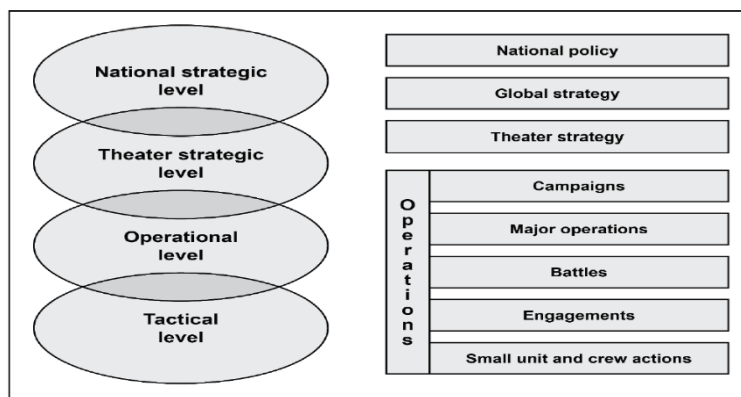 National strategic
level
Theater strategic
level
Operational
level
Tactical
level
National policy
Global strategy
Theater strategy
Operations
Campaigns
Major operations
Battles
Engagements
Small unit and crew actions